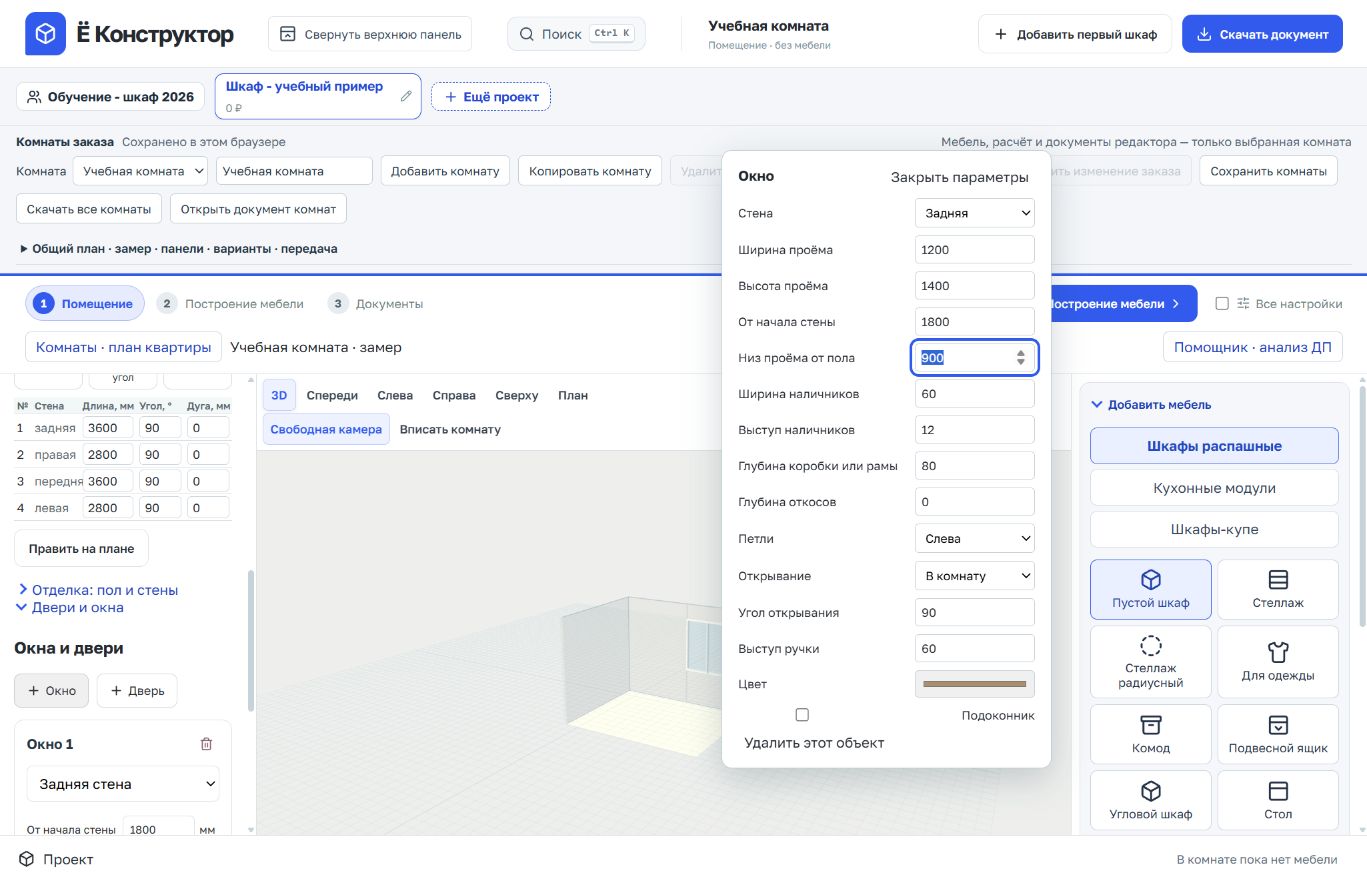 Ё Конструктор
Свернуть верхнюю панель
Поиск Ctrl K
Учебная комната
Помещение · без мебели
Добавить первый шкаф
Скачать документ
Обучение - шкаф 2026
Шкаф - учебный пример
0 ₽
Ещё проект
Комнаты заказа Сохранено в этом браузере
Мебель, расчёт и документы редактора — только выбранная комната
Комната Учебная комната Учебная комната Добавить комнату Копировать комнату Удалит
ить изменение заказа Сохранить комнаты
Скачать все комнаты Открыть документ комнат
Общий план · замер · панели · варианты · передача
1 Помещение 2 Построение мебели 3 Документы
остроение мебели Все настройки
Комнаты · план квартиры Учебная комната · замер
Помощник · анализ ДП
угол
№ Стена Длина, мм Угол, ° Дуга, мм
1 задняя 3600 90 0
2 правая 2800 90 0
3 передня 3600 90 0
4 левая 2800 90 0
Править на плане
Отделка: пол и стены
Двери и окна
Окна и двери
+ Окно + Дверь
Окно 1
Задняя стена
От начала стены 1800 мм
3D Спереди Слева Справа Сверху План
Свободная камера Вписать комнату
Окно Закрыть параметры
Стена Задняя
Ширина проёма 1200
Высота проёма 1400
От начала стены 1800
Низ проёма от пола 900
Ширина наличников 60
Выступ наличников 12
Глубина коробки или рамы 80
Глубина откосов 0
Петли Слева
Открывание В комнату
Угол открывания 90
Выступ ручки 60
Цвет
Подоконник
Удалить этот объект
Добавить мебель
Шкафы распашные
Кухонные модули
Шкафы-купе
Пустой шкаф Стеллаж
Стеллаж радиусный Для одежды
Комод Подвесной ящик
Угловой шкаф Стол
Проект
В комнате пока нет мебели